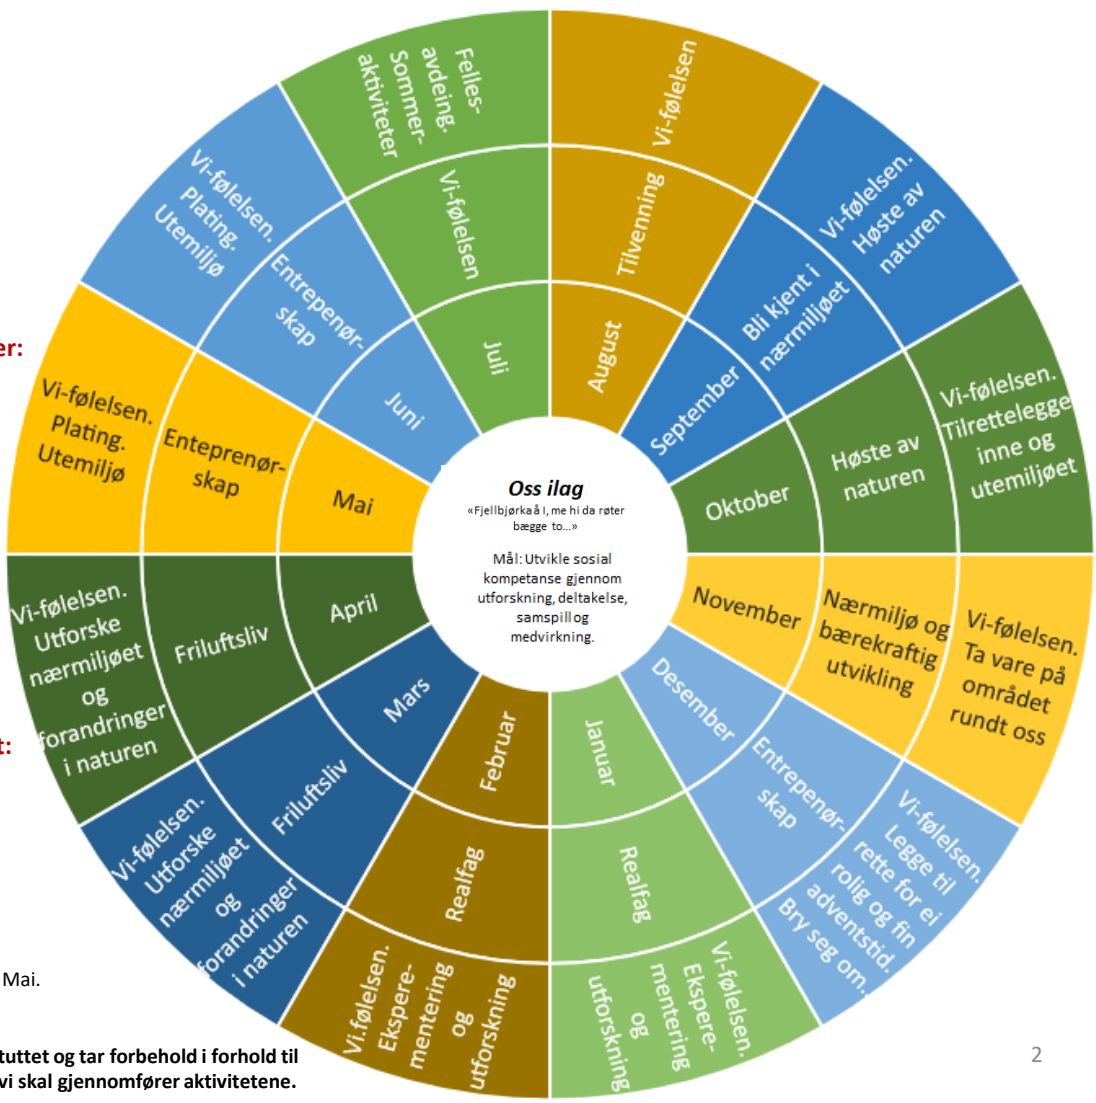 Oss ilag
«Fjellbjørka å I, me hi da røter
bægge to…»
Mål: Utvikle sosial
kompetanse gjennom
utforskning, deltakelse,
samspill og
medvirkning.
August
Tilvenning
Vi-følelsen
September
Bli kjent i
nærmiljøet
Vi-følelsen.
Høste av
naturen
Oktober
Høste av
naturen
Vi-følelsen.
Tilrettelegge
inne og
utemiljøet
November
Nærmiljø og
bærekraftig
utvikling
Vi-følelsen.
Ta vare på
området
rundt oss
Desember
Entrepenør-
skap
Vi-følelsen.
Legge til
rette for ei
rolig og fin
adventstid.
Bry seg om..
Januar
Realfag
Vi-følelsen.
Ekspere-
mentering
og
utforskning
Februar
Realfag
Vi.følelsen.
Ekspere-
mentering
og
utforskning
Mars
Friluftsliv
Vi-følelsen.
Utforske
nærmiljøet
og
forandringer
i naturen
April
Friluftsliv
Vi-følelsen.
Utforske
nærmiljøet
og
forandringer
i naturen
Mai
Enteprenør-
skap
Vi-følelsen.
Plating.
Utemiljø
Juni
Entrepenør-
skap
Vi-følelsen.
Plating.
Utemiljø
Juli
Vi-følelsen
Felles-
avdeing.
Sommer-
aktiviteter
er:
t:
Mai.
tuttet og tar forbehold i forhold til
vi skal gjennomfører aktivitetene.
2